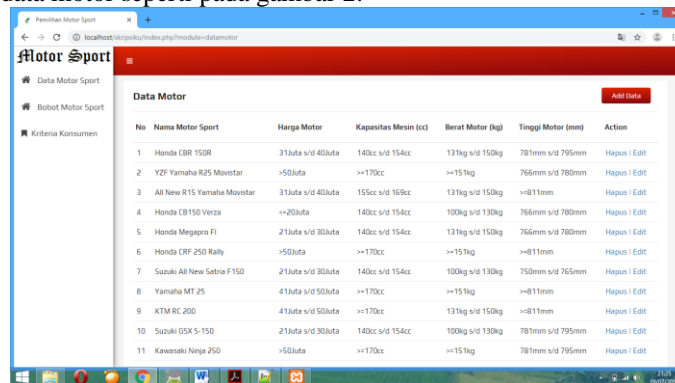 data motor seperti pada gambar 2.
Pemilihan Motor Sport
localhost/skripsiku/index.php?module=datamotor
Motor Sport
Data Motor Sport
Bobot Motor Sport
Kriteria Konsumen
Data Motor
Add Data
No Nama Motor Sport Harga Motor Kapasitas Mesin (cc) Berat Motor (kg) Tinggi Motor (mm) Action
1 Honda CBR 150R 31Juta s/d 40Juta 140cc s/d 154cc 131kg s/d 150kg 781mm s/d 795mm Hapus | Edit
2 YZF Yamaha R25 Movistar >50Juta >=170cc >=151kg 766mm s/d 780mm Hapus | Edit
3 All New R15 Yamaha Movistar 31Juta s/d 40Juta 155cc s/d 169cc 131kg s/d 150kg >=811mm Hapus | Edit
4 Honda CB150 Verza <=20Juta 140cc s/d 154cc 100kg s/d 130kg 766mm s/d 780mm Hapus | Edit
5 Honda Megapro FI 21Juta s/d 30Juta 140cc s/d 154cc 131kg s/d 150kg 766mm s/d 780mm Hapus | Edit
6 Honda CRF 250 Rally >50Juta >=170cc >=151kg >=811mm Hapus | Edit
7 Suzuki All New Satria F150 21Juta s/d 30Juta 140cc s/d 154cc 100kg s/d 130kg 750mm s/d 765mm Hapus | Edit
8 Yamaha MT 25 41Juta s/d 50Juta >=170cc >=151kg >=811mm Hapus | Edit
9 KTM RC 200 41Juta s/d 50Juta >=170cc 131kg s/d 150kg >=811mm Hapus | Edit
10 Suzuki GSX S-150 21Juta s/d 30Juta 140cc s/d 154cc 100kg s/d 130kg 781mm s/d 795mm Hapus | Edit
11 Kawasaki Ninja 250 >50Juta >=170cc >=151kg 781mm s/d 795mm Hapus | Edit
21:25